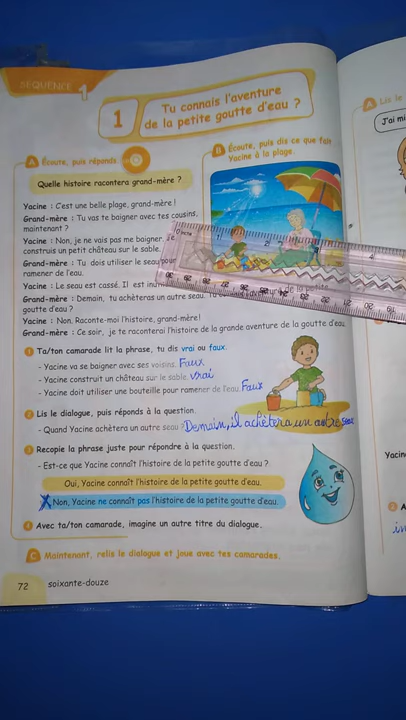 SÉQUENCE 1
1
Tu connais l'aventure
de la petite goutte d'eau ?
A Écoute, puis réponds.
Quelle histoire racontera grand-mère ?
B Écoute, puis dis ce que fait
Yacine à la plage.
Yacine : C'est une belle plage, grand-mère !
Grand-mère : Tu vas te baigner avec tes cousins,
maintenant ?
Yacine : Non, je ne vais pas me baigner. Je
construis un petit château sur le sable.
Grand-mère : Tu dois utiliser le seau pour
ramener de l'eau.
Yacine : Le seau est cassé. Il est
Grand-mère : Demain, tu achèteras un autre seau. Tu connais l'aventure de la petite
goutte d'eau ?
Yacine : Non, Raconte-moi l'histoire, grand-mère !
Grand-mère : Ce soir, je te raconterai l'histoire de la grande aventure de la goutte d'eau.
1 Ta/ton camarade lit la phrase, tu dis vrai ou faux.
- Yacine va se baigner avec ses voisins. Faux
- Yacine construit un château sur le sable. vrai
- Yacine doit utiliser une bouteille pour ramener de l'eau. Faux
2 Lis le dialogue, puis réponds à la question.
- Quand Yacine achètera un autre seau ? Demain, il achètera un autre seau
3 Recopie la phrase juste pour répondre à la question.
- Est-ce que Yacine connaît l'histoire de la petite goutte d'eau ?
Oui, Yacine connaît l'histoire de la petite goutte d'eau.
X Non, Yacine ne connaît pas l'histoire de la petite goutte d'eau.
4 Avec ta/ton camarade, imagine un autre titre du dialogue.
C Maintenant, relis le dialogue et joue avec tes camarades.
72 soixante-douze
A Lis le
J'ai mi
Yacin